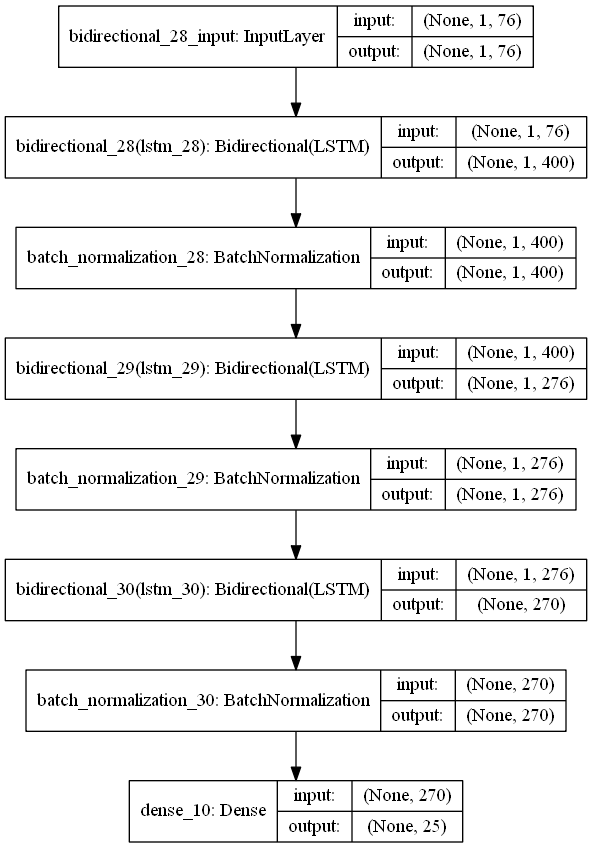 bidirectional_28_input: InputLayer
input: (None, 1, 76)
output: (None, 1, 76)
bidirectional_28(lstm_28): Bidirectional(LSTM)
input: (None, 1, 76)
output: (None, 1, 400)
batch_normalization_28: BatchNormalization
input: (None, 1, 400)
output: (None, 1, 400)
bidirectional_29(lstm_29): Bidirectional(LSTM)
input: (None, 1, 400)
output: (None, 1, 276)
batch_normalization_29: BatchNormalization
input: (None, 1, 276)
output: (None, 1, 276)
bidirectional_30(lstm_30): Bidirectional(LSTM)
input: (None, 1, 276)
output: (None, 270)
batch_normalization_30: BatchNormalization
input: (None, 270)
output: (None, 270)
dense_10: Dense
input: (None, 270)
output: (None, 25)